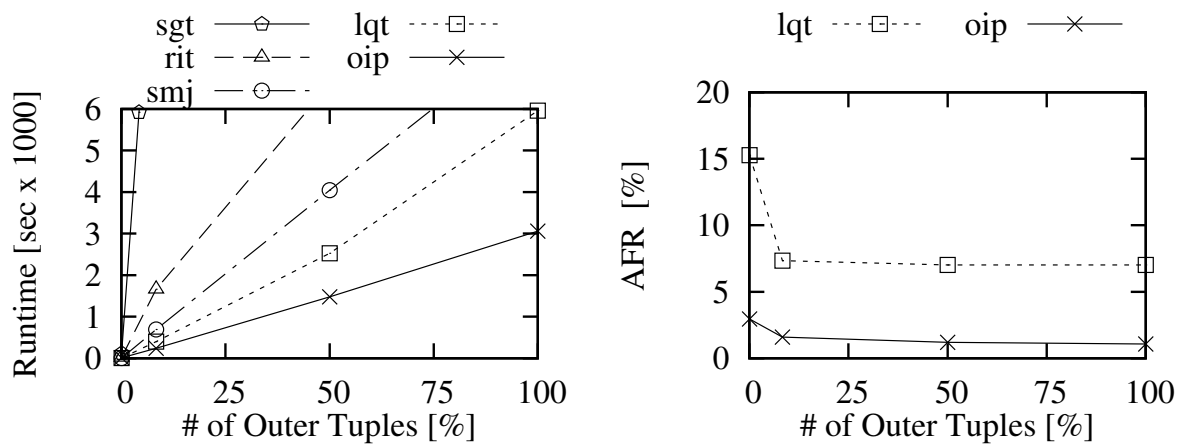 sgt
rit
smj
lqt
oip
Runtime [sec x 1000]
6
5
4
3
2
1
0
0 25 50 75 100
# of Outer Tuples [%]
lqt oip
AFR [%]
20
15
10
5
0
0 25 50 75 100
# of Outer Tuples [%]